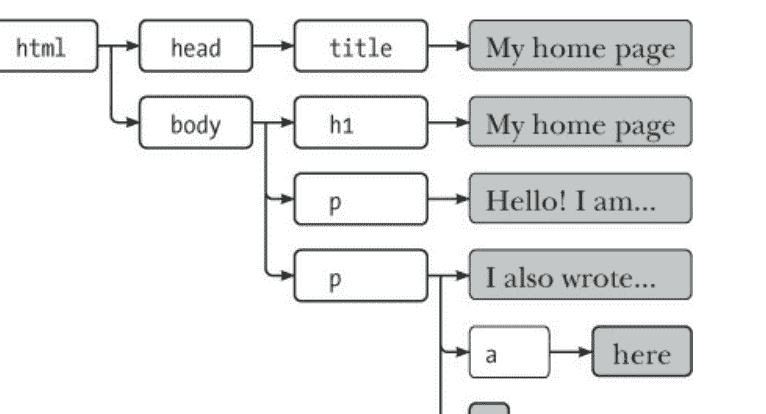 html head title My home page
body h1 My home page
p Hello! I am...
p I also wrote...
a here